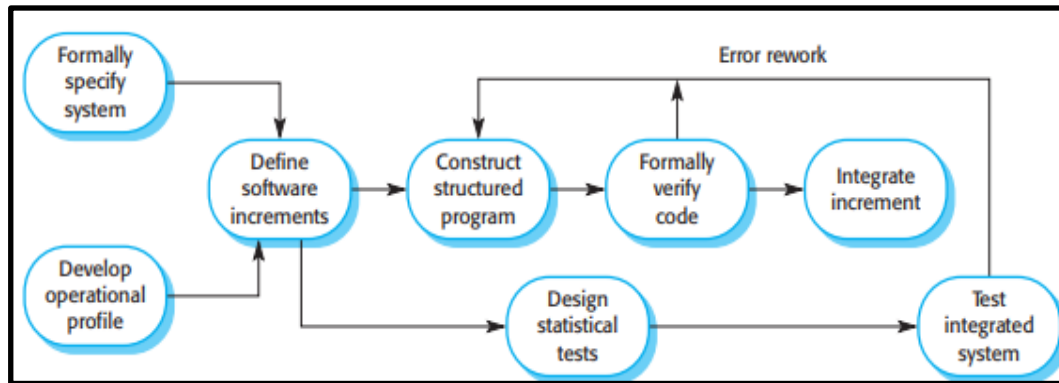 Formally
specify
system
Error rework
Define
software
increments
Construct
structured
program
Formally
verify
code
Integrate
increment
Develop
operational
profile
Design
statistical
tests
Test
integrated
system